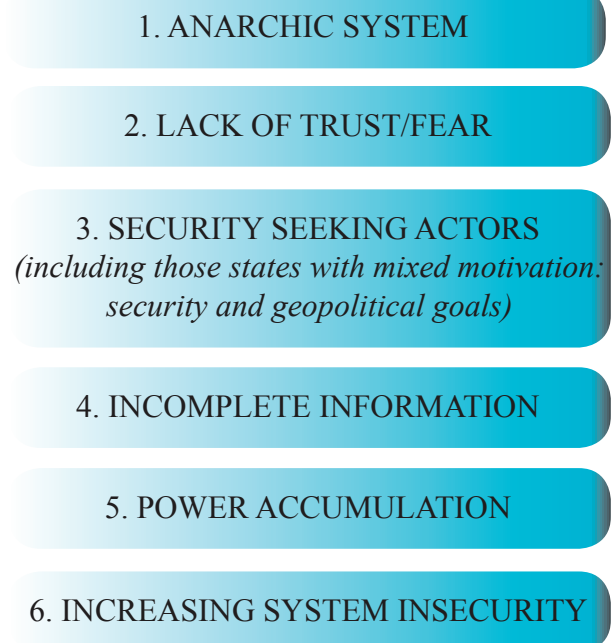 1. ANARCHIC SYSTEM
2. LACK OF TRUST/FEAR
3. SECURITY SEEKING ACTORS
(including those states with mixed motivation:
security and geopolitical goals)
4. INCOMPLETE INFORMATION
5. POWER ACCUMULATION
6. INCREASING SYSTEM INSECURITY